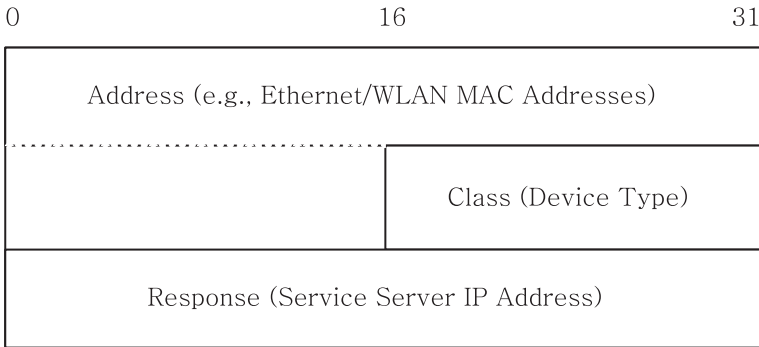 0 16 31
Address (e.g., Ethernet/WLAN MAC Addresses)
Class (Device Type)
Response (Service Server IP Address)